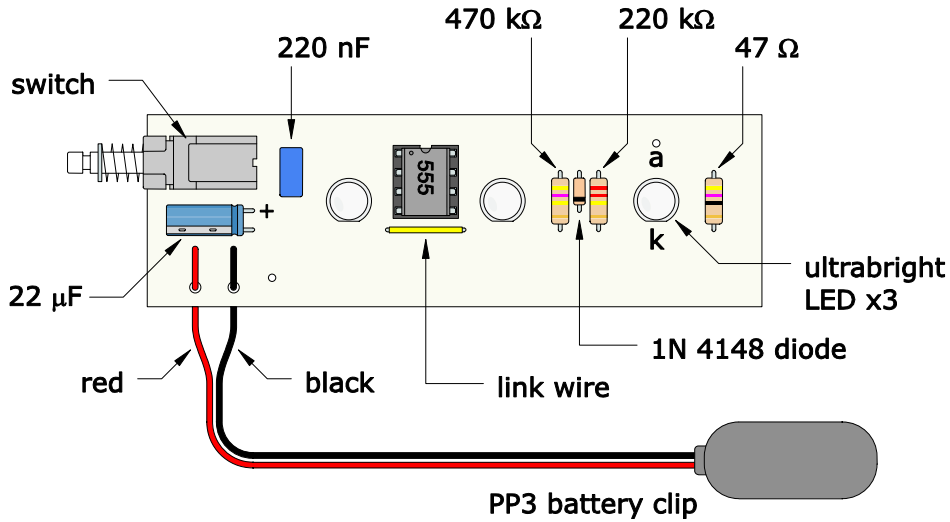 470 kΩ
220 kΩ
220 nF
47 Ω
switch
555
a
+
k
22 μF
ultrabright
LED x3
1N 4148 diode
red
black
link wire
PP3 battery clip